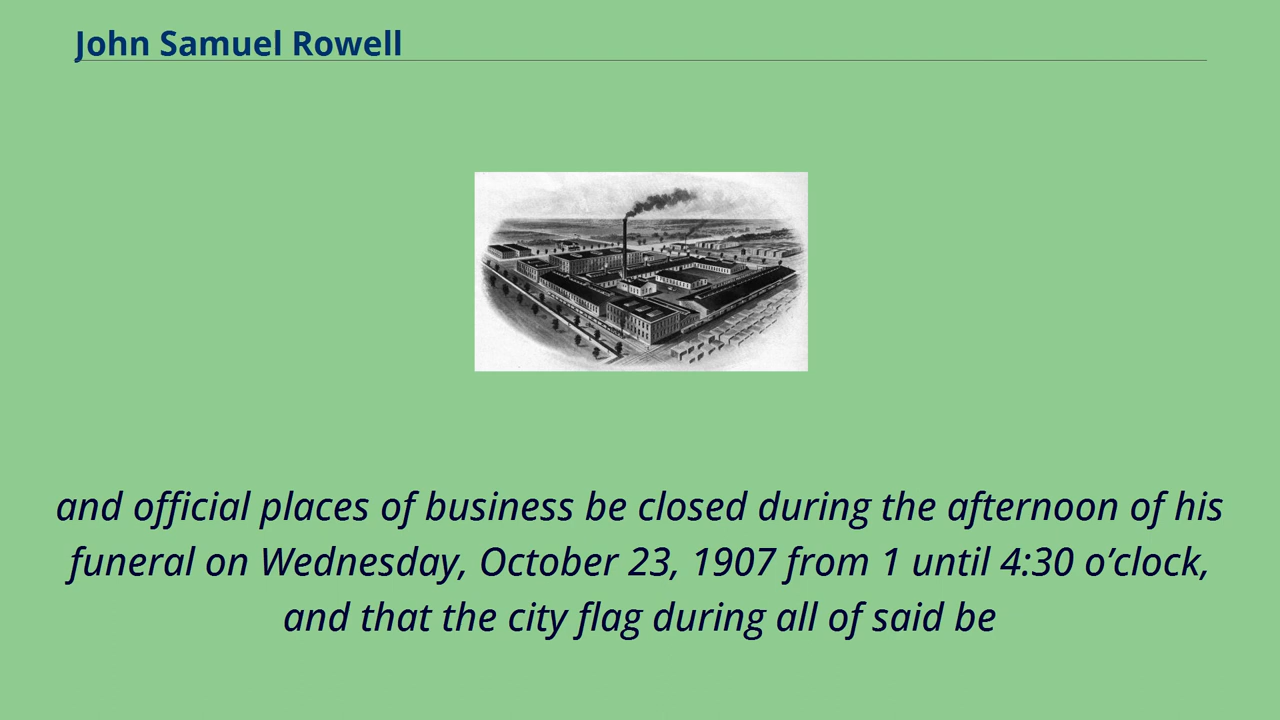 John Samuel Rowell
and official places of business be closed during the afternoon of his
funeral on Wednesday, October 23, 1907 from 1 until 4:30 o’clock,
and that the city flag during all of said be